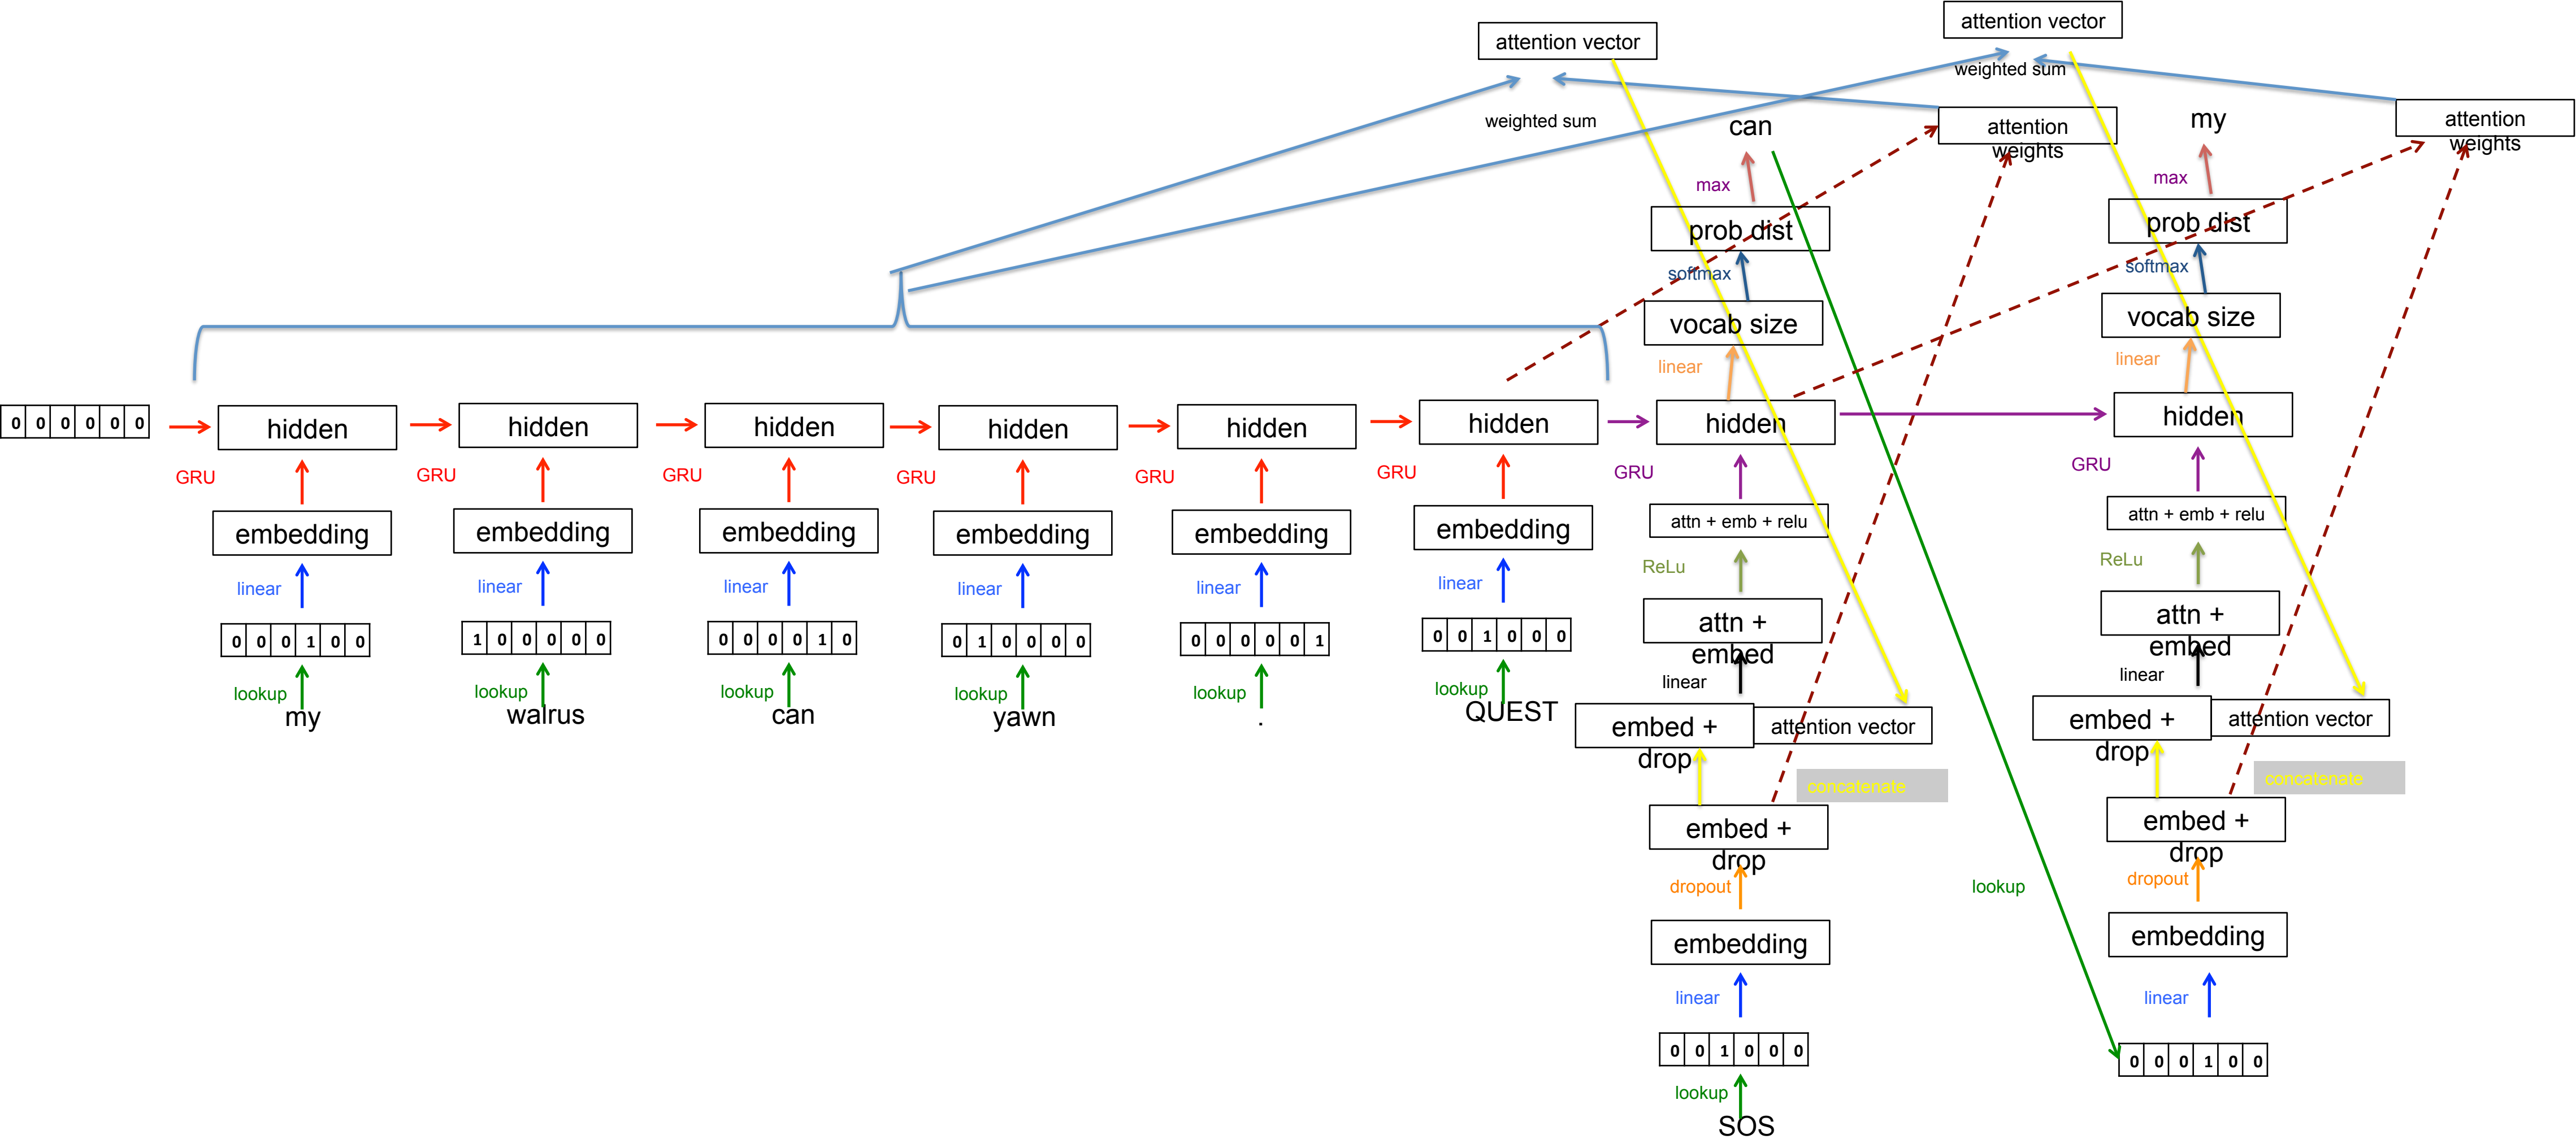 attention vector
attention vector
weighted sum
weighted sum
can
attention
weights
my
attention
weights
max
max
prob dist
prob dist
softmax
softmax
vocab size
vocab size
linear
linear
0 0 0 0 0 0
hidden
hidden
hidden
hidden
hidden
hidden
hidden
hidden
GRU
GRU
GRU
GRU
GRU
GRU
GRU
GRU
embedding
embedding
embedding
embedding
embedding
embedding
attn + emb + relu
attn + emb + relu
linear
linear
linear
linear
linear
linear
ReLu
ReLu
0 0 0 1 0 0
1 0 0 0 0 0
0 0 0 0 1 0
0 1 0 0 0 0
0 0 0 0 0 1
0 0 1 0 0 0
attn +
embed
attn +
embed
lookup
lookup
lookup
lookup
lookup
lookup
linear
linear
my
walrus
can
yawn
.
QUEST
embed +
drop
attention vector
embed +
drop
attention vector
concatenate
concatenate
embed +
drop
embed +
drop
dropout
lookup
dropout
embedding
embedding
linear
linear
0 0 1 0 0 0
0 0 0 1 0 0
lookup
SOS